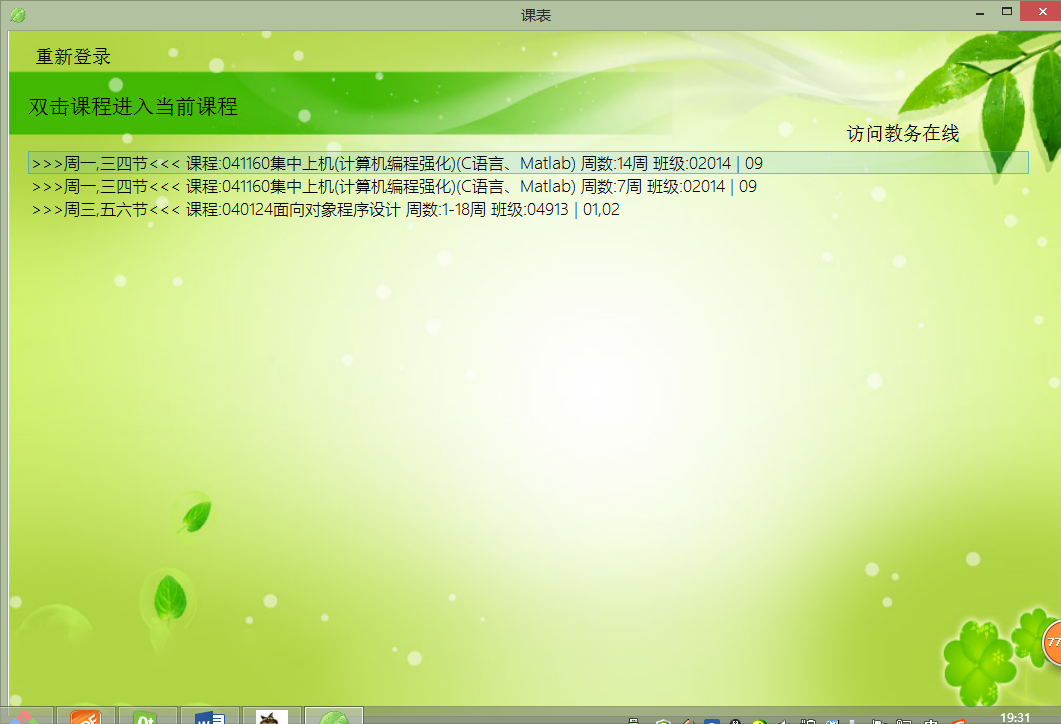 课表
重新登录
双击课程进入当前课程
访问教务在线
>>>周一,三四节<<< 课程:041160集中上机(计算机编程强化)(C语言、Matlab) 周数:14周 班级:02014 | 09
>>>周一,三四节<<< 课程:041160集中上机(计算机编程强化)(C语言、Matlab) 周数:7周 班级:02014 | 09
>>>周三,五六节<<< 课程:040124面向对象程序设计 周数:1-18周 班级:04913 | 01,02
77
Qt
19:31